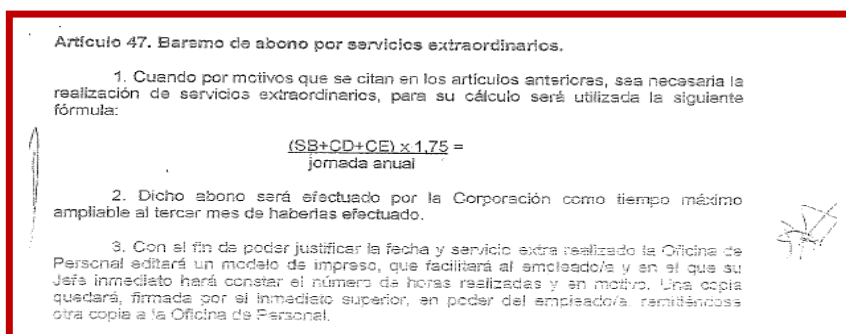 Artículo 47. Baremo de abono por servicios extraordinarios.
1. Cuando por motivos que se citan en los artículos anteriores, sea necesaria la
realización de servicios extraordinarios, para su cálculo será utilizada la siguiente
fórmula:
(SB+CD+CE) x 1,75 =
jornada anual
2. Dicho abono será efectuado por la Corporación como tiempo máximo
ampliable al tercer mes de haberlas efectuado.
3. Con el fin de poder justificar la fecha y servicio extra realizado la Oficina de
Personal editará un modelo de impreso, que facilitará al empleado/a y en el que su
Jefe inmediato hará constar el número de horas realizadas y en motivo. Una copia
quedará, firmada por el inmediato superior, en poder del empleado/a, remitiéndose
otra copia a la Oficina de Personal.